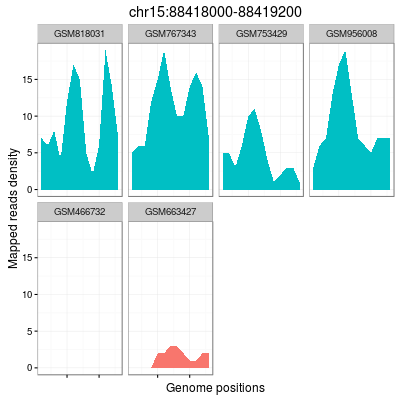 chr15:88418000-88419200
GSM818031 GSM767343 GSM753429 GSM956008
15
10
5
0
GSM466732 GSM663427
15
10
5
0
Mapped reads density
Genome positions